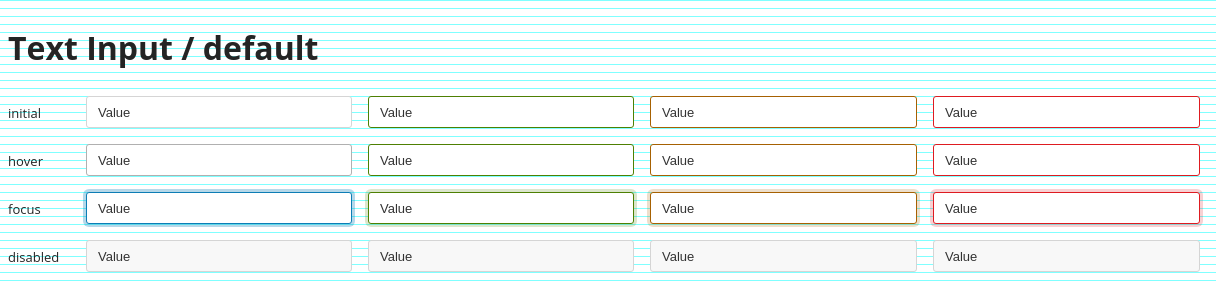 Text Input / default
initial Value Value Value Value
hover Value Value Value Value
focus Value Value Value Value
disabled Value Value Value Value